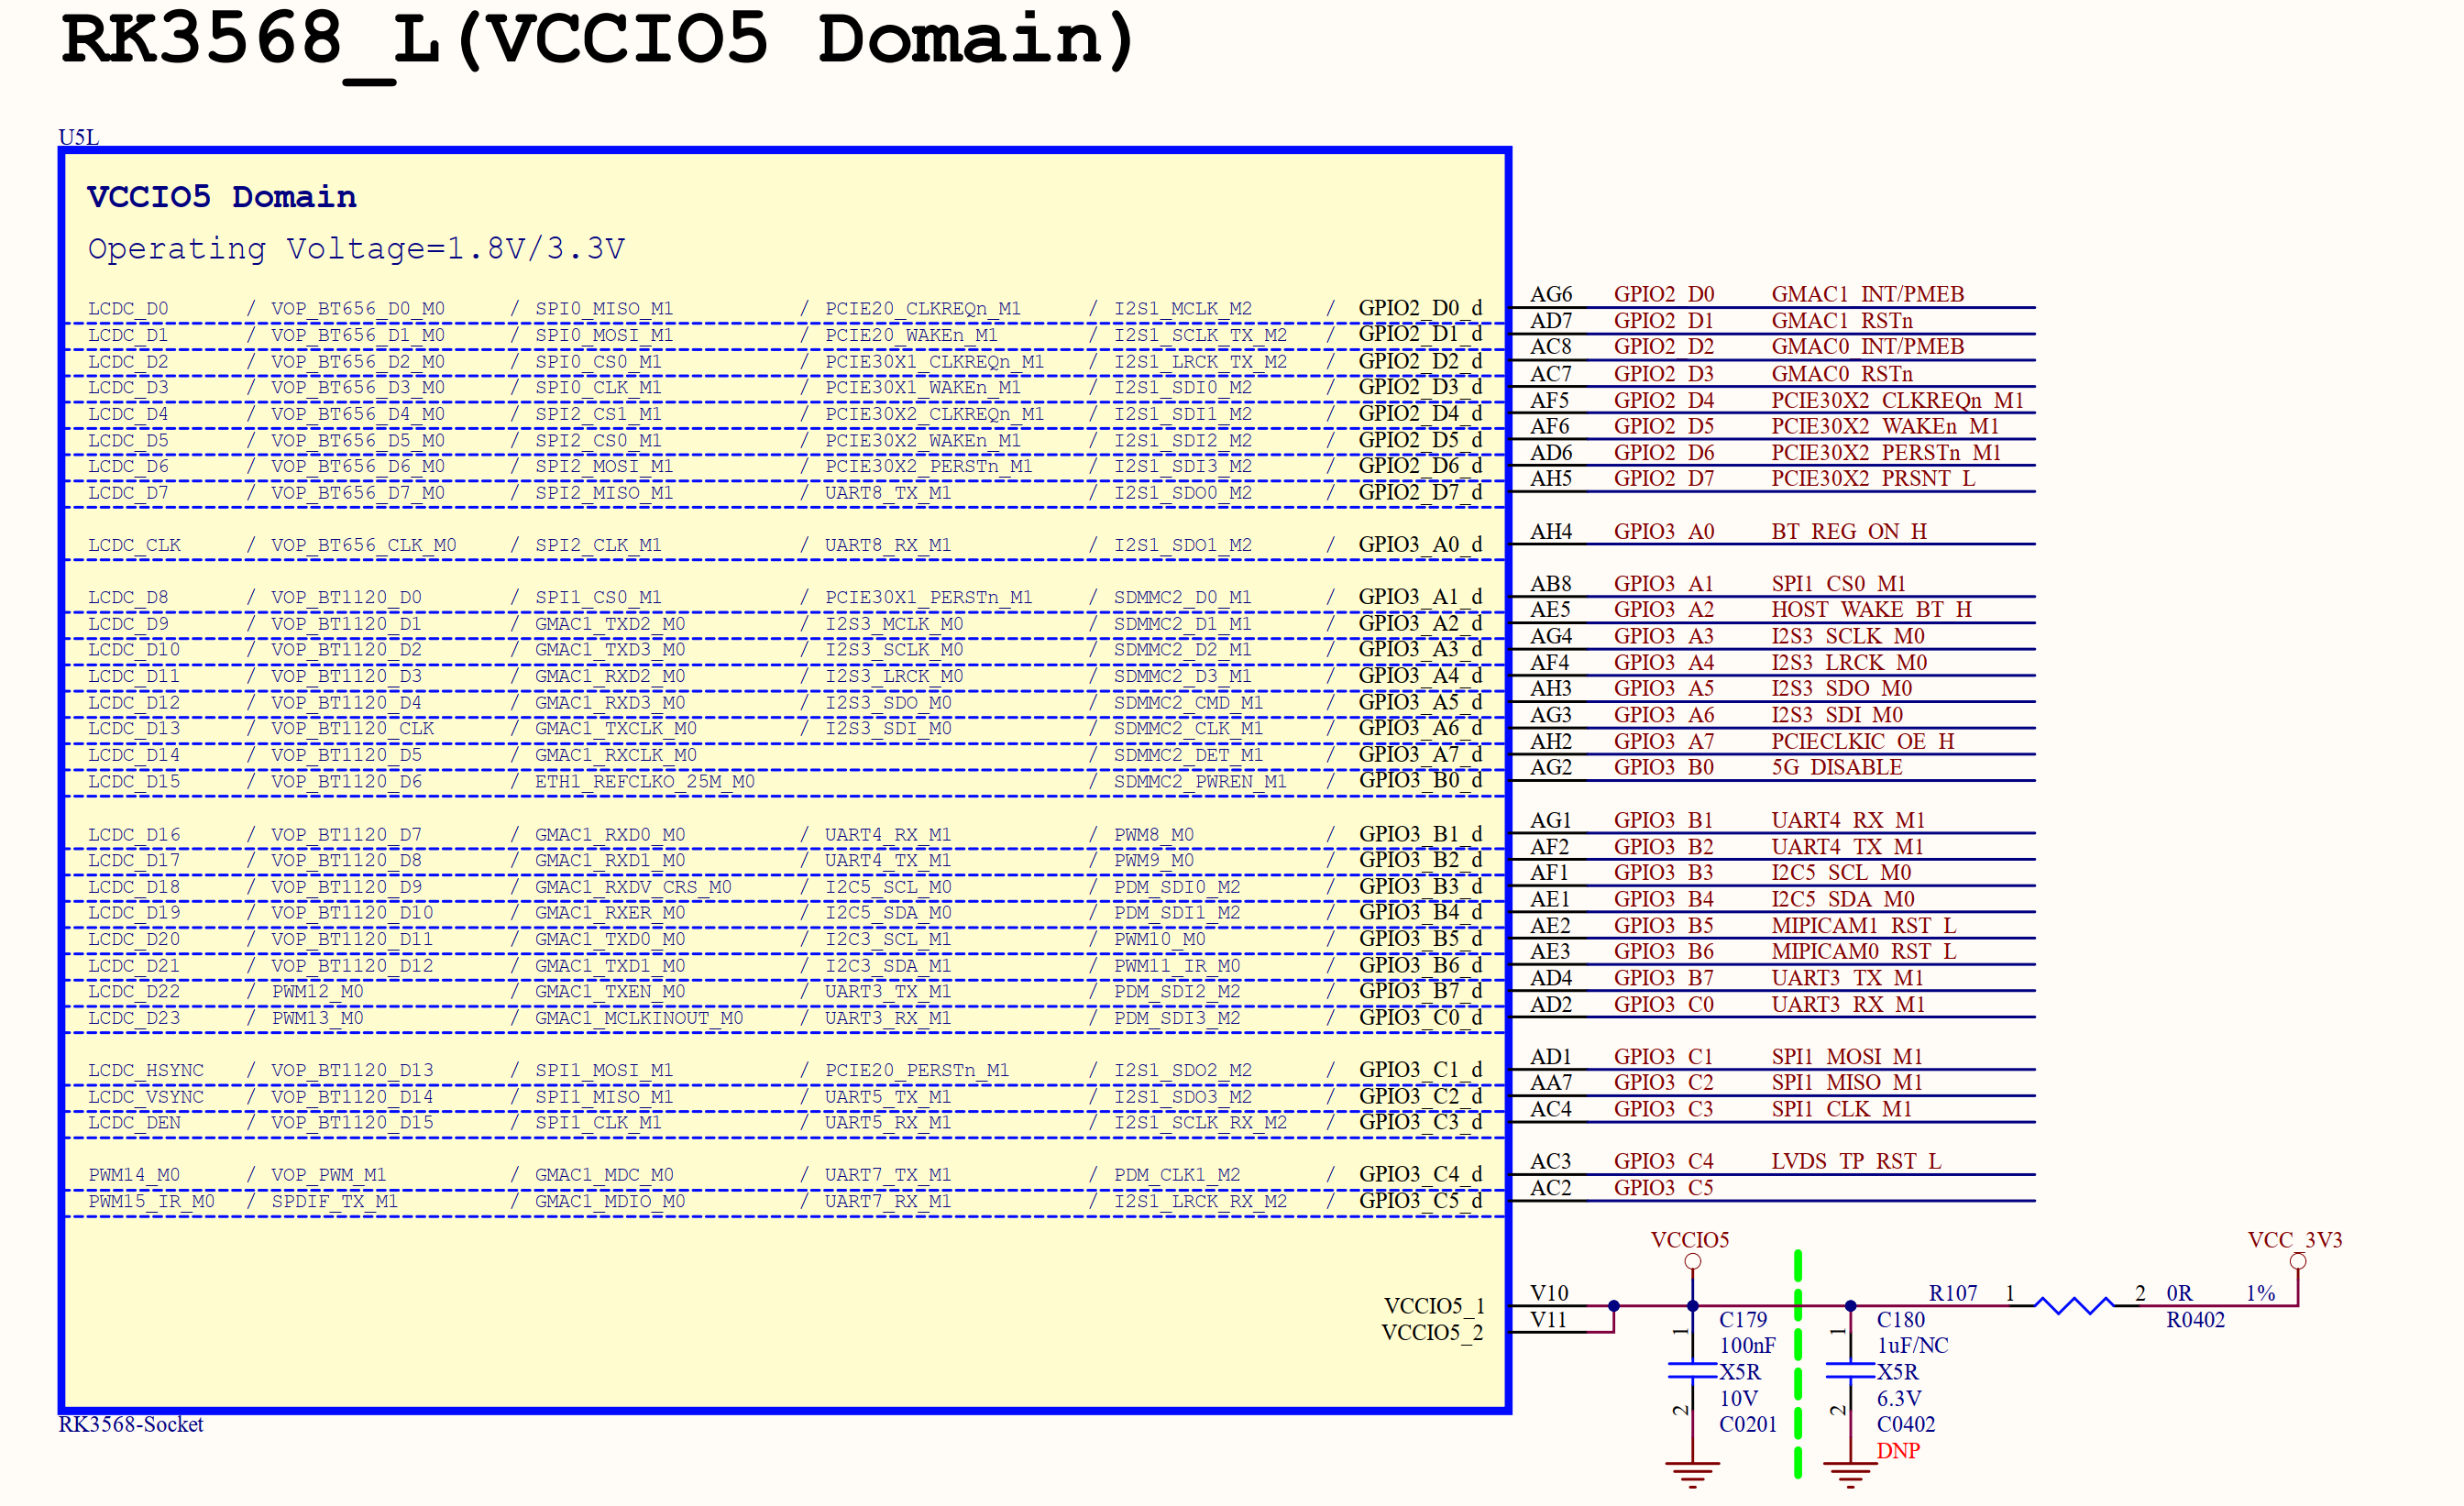 RK3568_L(VCCIO5 Domain)
U5L
VCCIO5 Domain
Operating Voltage=1.8V/3.3V
LCDC_D0 / VOP_BT656_D0_M0 / SPI0_MISO_M1 / PCIE20_CLKREQn_M1 / I2S1_MCLK_M2 / GPIO2_D0_d AG6 GPIO2_D0 GMAC1_INT/PMEB
LCDC_D1 / VOP_BT656_D1_M0 / SPI0_MOSI_M1 / PCIE20_WAKEn_M1 / I2S1_SCLK_TX_M2 / GPIO2_D1_d AD7 GPIO2_D1 GMAC1_RSTn
LCDC_D2 / VOP_BT656_D2_M0 / SPI0_CS0_M1 / PCIE30X1_CLKREQn_M1 / I2S1_LRCK_TX_M2 / GPIO2_D2_d AC8 GPIO2_D2 GMAC0_INT/PMEB
LCDC_D3 / VOP_BT656_D3_M0 / SPI0_CLK_M1 / PCIE30X1_WAKEn_M1 / I2S1_SDI0_M2 / GPIO2_D3_d AC7 GPIO2_D3 GMAC0_RSTn
LCDC_D4 / VOP_BT656_D4_M0 / SPI2_CS1_M1 / PCIE30X2_CLKREQn_M1 / I2S1_SDI1_M2 / GPIO2_D4_d AF5 GPIO2_D4 PCIE30X2_CLKREQn_M1
LCDC_D5 / VOP_BT656_D5_M0 / SPI2_CS0_M1 / PCIE30X2_WAKEn_M1 / I2S1_SDI2_M2 / GPIO2_D5_d AF6 GPIO2_D5 PCIE30X2_WAKEn_M1
LCDC_D6 / VOP_BT656_D6_M0 / SPI2_MOSI_M1 / PCIE30X2_PERSTn_M1 / I2S1_SDI3_M2 / GPIO2_D6_d AD6 GPIO2_D6 PCIE30X2_PERSTn_M1
LCDC_D7 / VOP_BT656_D7_M0 / SPI2_MISO_M1 / UART8_TX_M1 / I2S1_SDO0_M2 / GPIO2_D7_d AH5 GPIO2_D7 PCIE30X2_PRSNT_L
LCDC_CLK / VOP_BT656_CLK_M0 / SPI2_CLK_M1 / UART8_RX_M1 / I2S1_SDO1_M2 / GPIO3_A0_d AH4 GPIO3_A0 BT_REG_ON_H
LCDC_D8 / VOP_BT1120_D0 / SPI1_CS0_M1 / PCIE30X1_PERSTn_M1 / SDMMC2_D0_M1 / GPIO3_A1_d AB8 GPIO3_A1 SPI1_CS0_M1
LCDC_D9 / VOP_BT1120_D1 / GMAC1_TXD2_M0 / I2S3_MCLK_M0 / SDMMC2_D1_M1 / GPIO3_A2_d AE5 GPIO3_A2 HOST_WAKE_BT_H
LCDC_D10 / VOP_BT1120_D2 / GMAC1_TXD3_M0 / I2S3_SCLK_M0 / SDMMC2_D2_M1 / GPIO3_A3_d AG4 GPIO3_A3 I2S3_SCLK_M0
LCDC_D11 / VOP_BT1120_D3 / GMAC1_RXD2_M0 / I2S3_LRCK_M0 / SDMMC2_D3_M1 / GPIO3_A4_d AF4 GPIO3_A4 I2S3_LRCK_M0
LCDC_D12 / VOP_BT1120_D4 / GMAC1_RXD3_M0 / I2S3_SDO_M0 / SDMMC2_CMD_M1 / GPIO3_A5_d AH3 GPIO3_A5 I2S3_SDO_M0
LCDC_D13 / VOP_BT1120_CLK / GMAC1_TXCLK_M0 / I2S3_SDI_M0 / SDMMC2_CLK_M1 / GPIO3_A6_d AG3 GPIO3_A6 I2S3_SDI_M0
LCDC_D14 / VOP_BT1120_D5 / GMAC1_RXCLK_M0 / SDMMC2_DET_M1 / GPIO3_A7_d AH2 GPIO3_A7 PCIECLKIC_OE_H
LCDC_D15 / VOP_BT1120_D6 / ETH1_REFCLKO_25M_M0 / SDMMC2_PWREN_M1 / GPIO3_B0_d AG2 GPIO3_B0 5G_DISABLE
LCDC_D16 / VOP_BT1120_D7 / GMAC1_RXD0_M0 / UART4_RX_M1 / PWM8_M0 / GPIO3_B1_d AG1 GPIO3_B1 UART4_RX_M1
LCDC_D17 / VOP_BT1120_D8 / GMAC1_RXD1_M0 / UART4_TX_M1 / PWM9_M0 / GPIO3_B2_d AF2 GPIO3_B2 UART4_TX_M1
LCDC_D18 / VOP_BT1120_D9 / GMAC1_RXDV_CRS_M0 / I2C5_SCL_M0 / PDM_SDI0_M2 / GPIO3_B3_d AF1 GPIO3_B3 I2C5_SCL_M0
LCDC_D19 / VOP_BT1120_D10 / GMAC1_RXER_M0 / I2C5_SDA_M0 / PDM_SDI1_M2 / GPIO3_B4_d AE1 GPIO3_B4 I2C5_SDA_M0
LCDC_D20 / VOP_BT1120_D11 / GMAC1_TXD0_M0 / I2C3_SCL_M1 / PWM10_M0 / GPIO3_B5_d AE2 GPIO3_B5 MIPICAM1_RST_L
LCDC_D21 / VOP_BT1120_D12 / GMAC1_TXD1_M0 / I2C3_SDA_M1 / PWM11_IR_M0 / GPIO3_B6_d AE3 GPIO3_B6 MIPICAM0_RST_L
LCDC_D22 / PWM12_M0 / GMAC1_TXEN_M0 / UART3_TX_M1 / PDM_SDI2_M2 / GPIO3_B7_d AD4 GPIO3_B7 UART3_TX_M1
LCDC_D23 / PWM13_M0 / GMAC1_MCLKINOUT_M0 / UART3_RX_M1 / PDM_SDI3_M2 / GPIO3_C0_d AD2 GPIO3_C0 UART3_RX_M1
LCDC_HSYNC / VOP_BT1120_D13 / SPI1_MOSI_M1 / PCIE20_PERSTn_M1 / I2S1_SDO2_M2 / GPIO3_C1_d AD1 GPIO3_C1 SPI1_MOSI_M1
LCDC_VSYNC / VOP_BT1120_D14 / SPI1_MISO_M1 / UART5_TX_M1 / I2S1_SDO3_M2 / GPIO3_C2_d AA7 GPIO3_C2 SPI1_MISO_M1
LCDC_DEN / VOP_BT1120_D15 / SPI1_CLK_M1 / UART5_RX_M1 / I2S1_SCLK_RX_M2 / GPIO3_C3_d AC4 GPIO3_C3 SPI1_CLK_M1
PWM14_M0 / VOP_PWM_M1 / GMAC1_MDC_M0 / UART7_TX_M1 / PDM_CLK1_M2 / GPIO3_C4_d AC3 GPIO3_C4 LVDS_TP_RST_L
PWM15_IR_M0 / SPDIF_TX_M1 / GMAC1_MDIO_M0 / UART7_RX_M1 / I2S1_LRCK_RX_M2 / GPIO3_C5_d AC2 GPIO3_C5
VCCIO5 VCC_3V3
VCCIO5_1 V10 R107 1 2 0R 1%
VCCIO5_2 V11 R0402
1 C179
100nF
X5R
10V
2 C0201
1 C180
1uF/NC
X5R
6.3V
2 C0402
DNP
RK3568-Socket